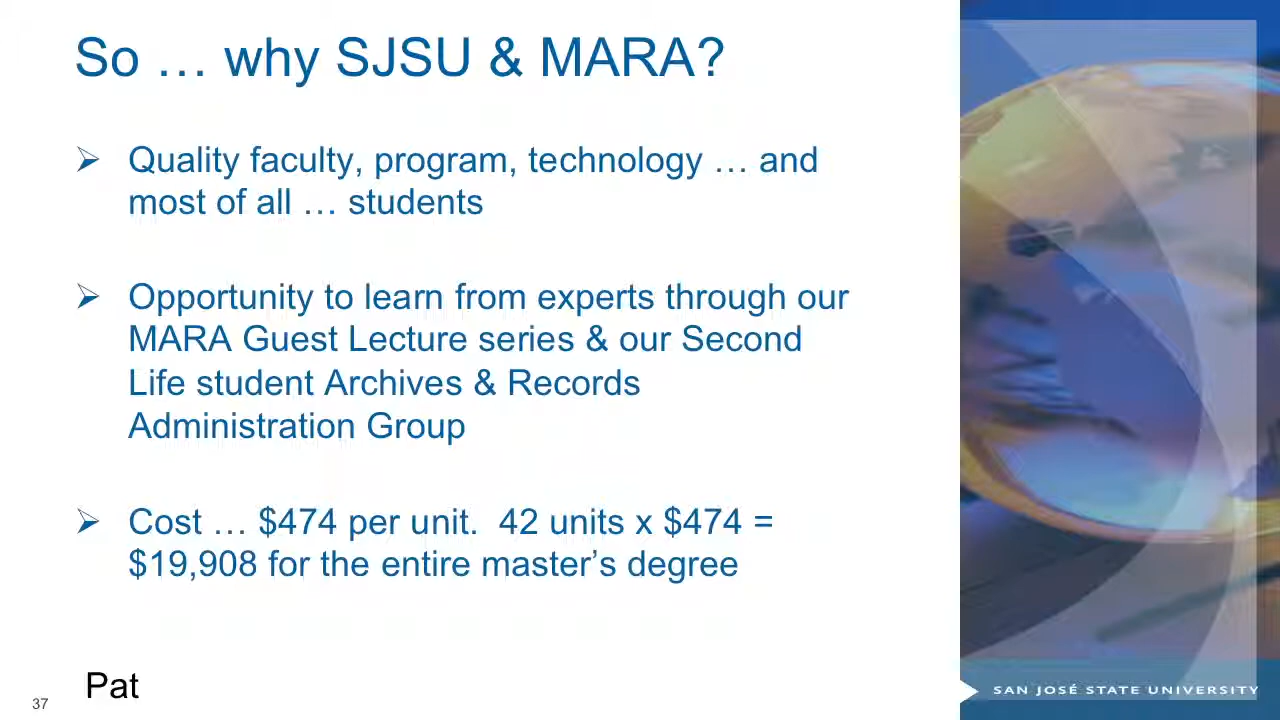 So … why SJSU & MARA?
➢ Quality faculty, program, technology … and
most of all … students
➢ Opportunity to learn from experts through our
MARA Guest Lecture series & our Second
Life student Archives & Records
Administration Group
➢ Cost … $474 per unit.  42 units x $474 =
$19,908 for the entire master’s degree
Pat
37
SAN JOSÉ STATE UNIVERSITY